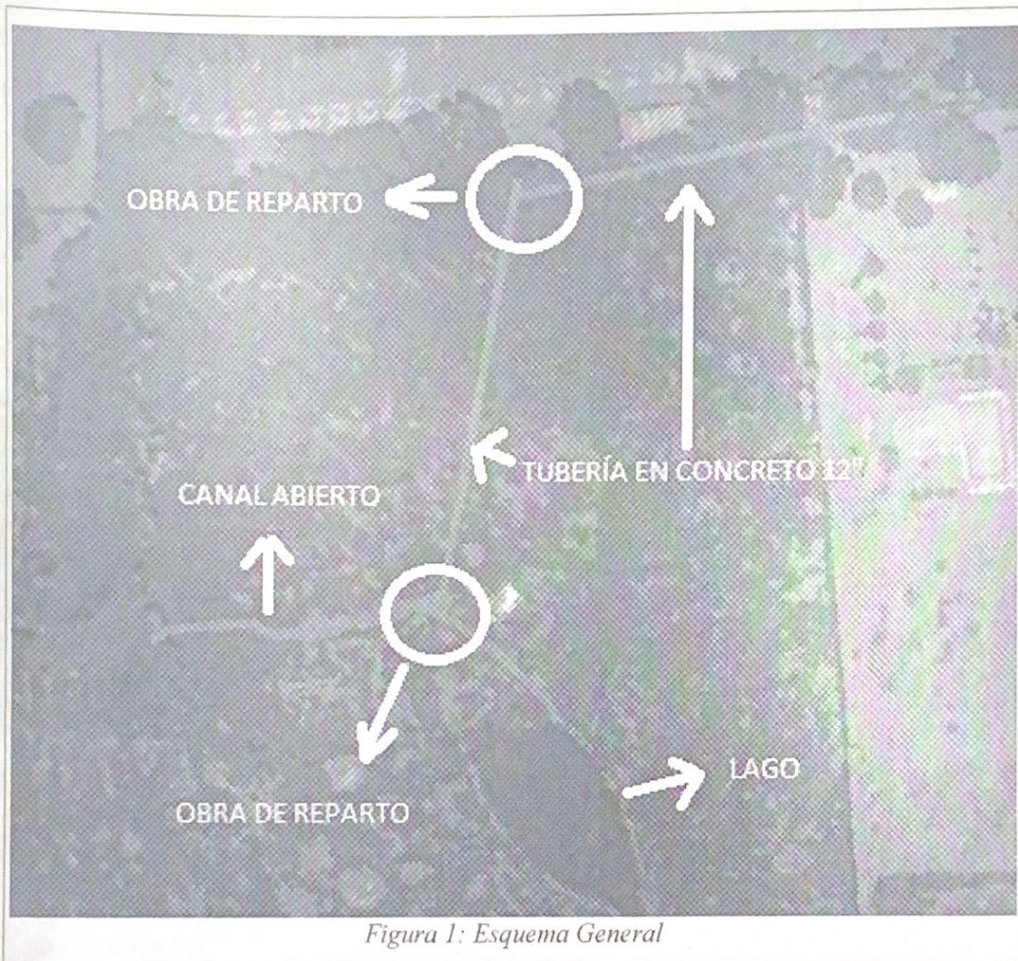 OBRA DE REPARTO
TUBERÍA EN CONCRETO 12"
CANAL ABIERTO
LAGO
OBRA DE REPARTO
Figura 1: Esquema General